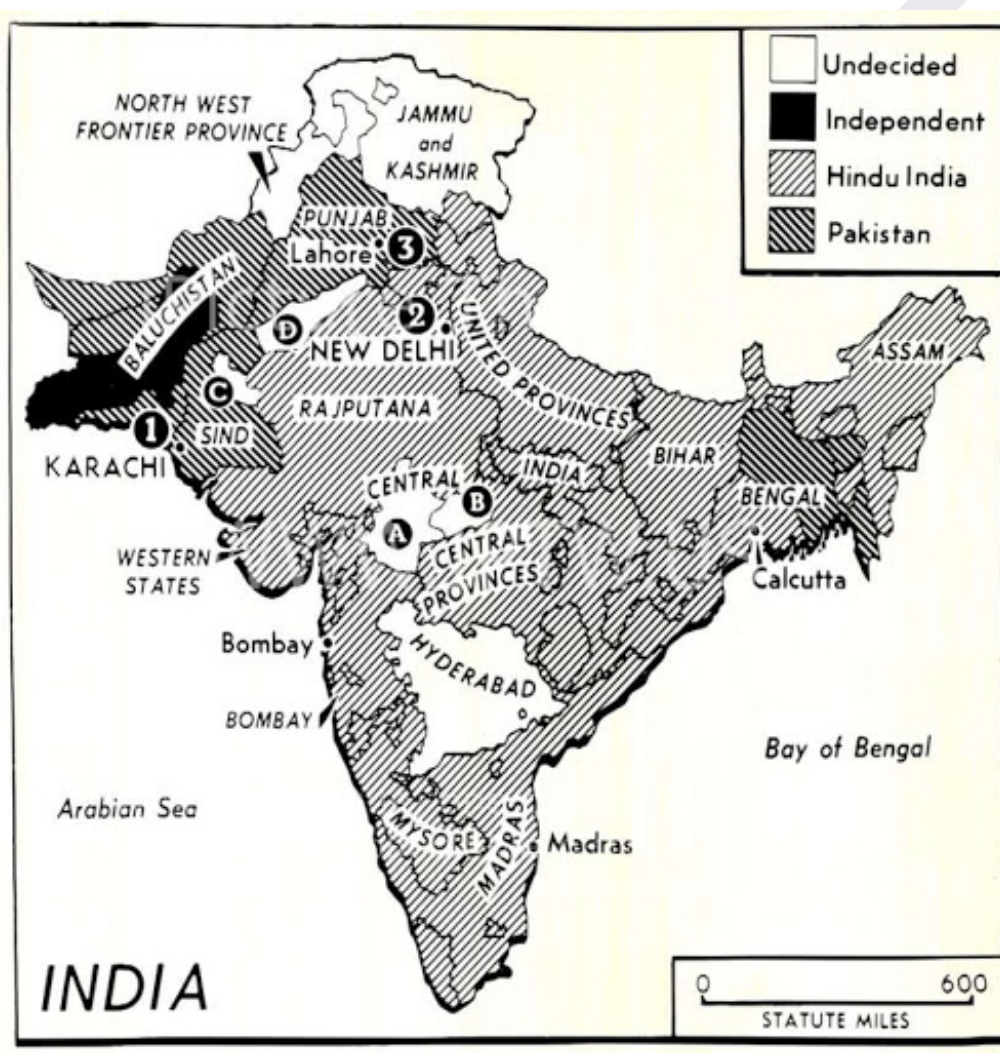 Undecided
Independent
Hindu India
Pakistan
NORTH WEST
FRONTIER PROVINCE
JAMMU
and
KASHMIR
PUNJAB
Lahore
3
BALUCHISTAN
D
2
NEW DELHI
UNITED PROVINCES
ASSAM
C
RAJPUTANA
1
SIND
KARACHI
CENTRAL
INDIA
BIHAR
BENGAL
B
A
CENTRAL
PROVINCES
WESTERN
STATES
Calcutta
Bombay
HYDERABAD
BOMBAY
Bay of Bengal
Arabian Sea
MYSORE
MADRAS
Madras
INDIA
0 600
STATUTE MILES